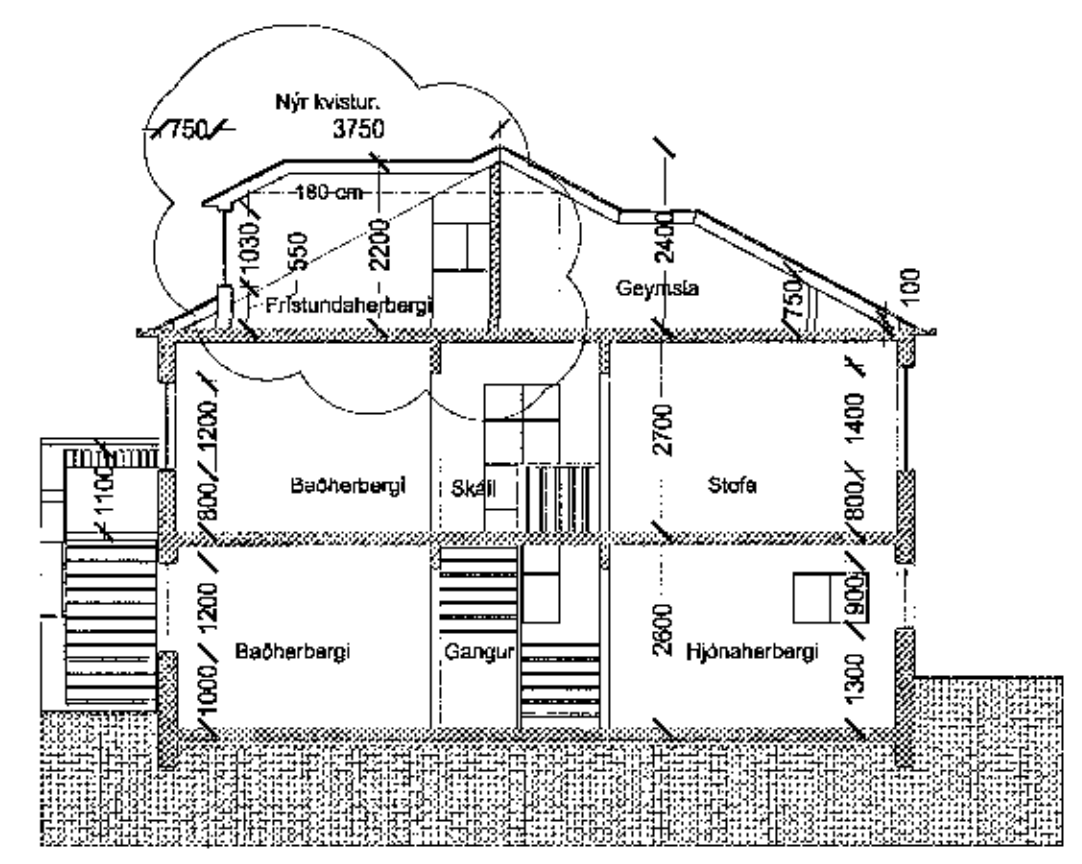 Nýr kvistur.
750
3750
180 cm
1030
550
2200
2400
Frístundaherbergi
Geymsla
750
100
1200
2700
1400
1100
800
Baðherbergi
Skáli
Stofa
800
1200
2600
900
Baðherbergi
Gangur
Hjónaherbergi
1000
1300